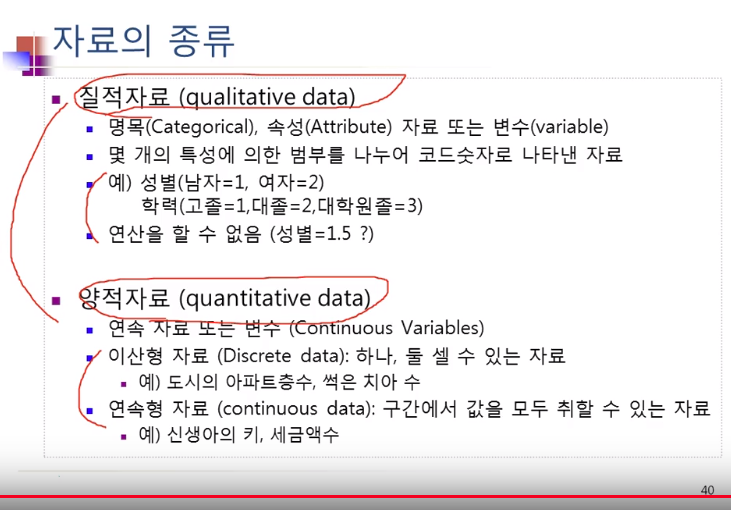 자료의 종류
질적자료 (qualitative data)
명목(Categorical), 속성(Attribute) 자료 또는 변수(variable)
몇 개의 특성에 의한 범부를 나누어 코드숫자로 나타낸 자료
예) 성별(남자=1, 여자=2)
학력(고졸=1,대졸=2,대학원졸=3)
연산을 할 수 없음 (성별=1.5 ?)
양적자료 (quantitative data)
연속 자료 또는 변수 (Continuous Variables)
이산형 자료 (Discrete data): 하나, 둘 셀 수 있는 자료
예) 도시의 아파트층수, 썩은 치아 수
연속형 자료 (continuous data): 구간에서 값을 모두 취할 수 있는 자료
예) 신생아의 키, 세금액수
40